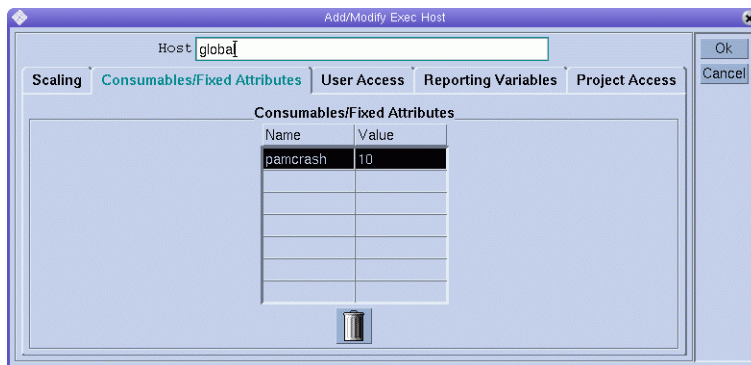 Add/Modify Exec Host
Host global
Ok
Cancel
Scaling Consumables/Fixed Attributes User Access Reporting Variables Project Access
Consumables/Fixed Attributes
Name Value
pamcrash 10